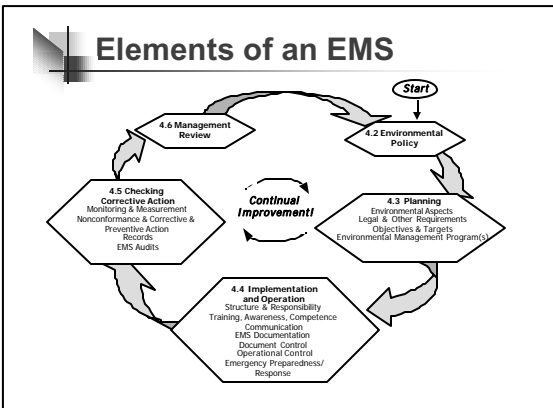 Elements of an EMS
Start
4.2 Environmental
Policy
4.3 Planning
Environmental Aspects
Legal & Other Requirements
Objectives & Targets
Environmental Management Program(s)
4.4 Implementation
and Operation
Structure & Responsibility
Training, Awareness, Competence
Communication
EMS Documentation
Document Control
Operational Control
Emergency Preparedness/
Response
4.5 Checking
Corrective Action
Monitoring & Measurement
Nonconformance & Corrective &
Preventive Action
Records
EMS Audits
4.6 Management
Review
Continual
Improvement!